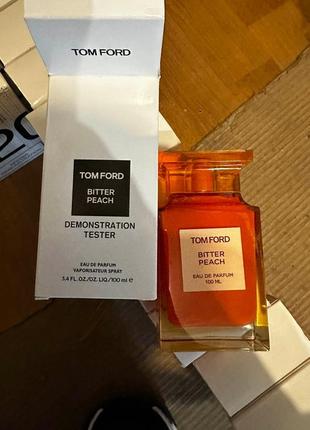 TOM FORD
TOM FORD
BITTER
PEACH
DEMONSTRATION
TESTER
EAU DE PARFUM
VAPORISATEUR SPRAY
3.4 FL.OZ./OZ.LIQ./100 ml e
TOM FORD
BITTER
PEACH
EAU DE PARFUM
100 ML
20